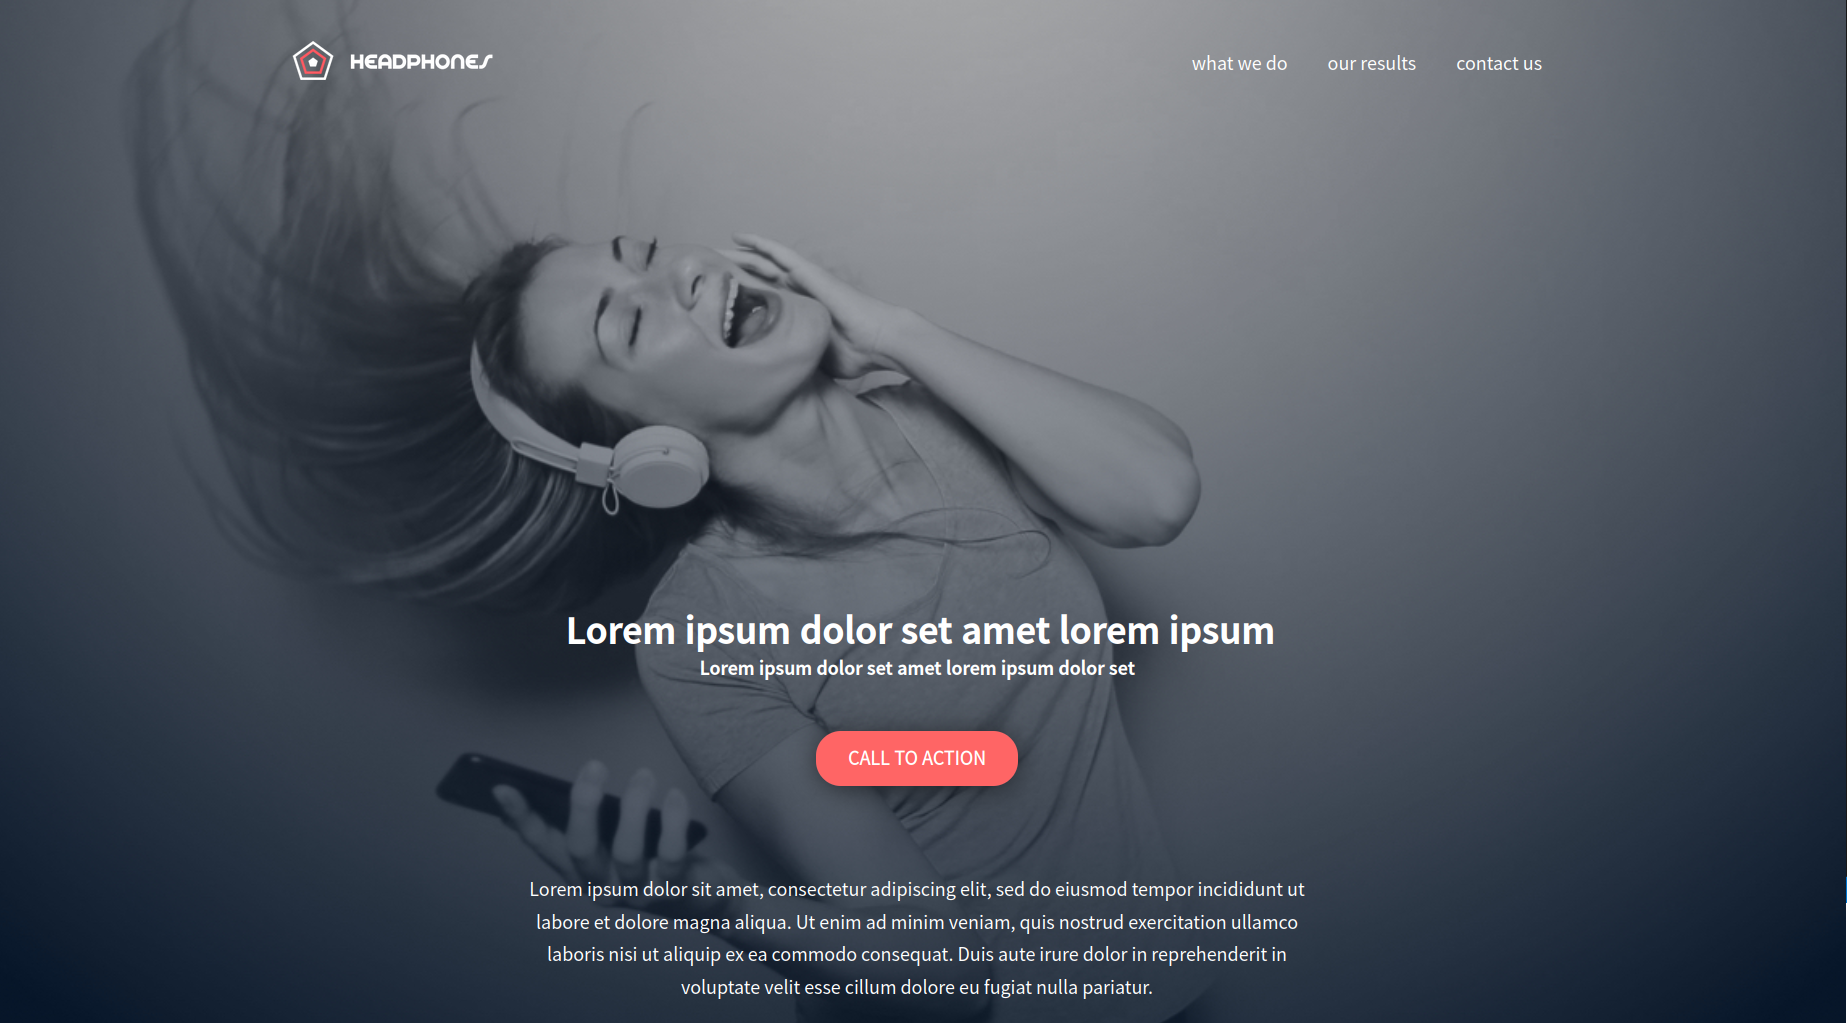 HEADPHONES
what we do our results contact us
Lorem ipsum dolor set amet lorem ipsum
Lorem ipsum dolor set amet lorem ipsum dolor set
CALL TO ACTION
Lorem ipsum dolor sit amet, consectetur adipiscing elit, sed do eiusmod tempor incididunt ut
labore et dolore magna aliqua. Ut enim ad minim veniam, quis nostrud exercitation ullamco
laboris nisi ut aliquip ex ea commodo consequat. Duis aute irure dolor in reprehenderit in
voluptate velit esse cillum dolore eu fugiat nulla pariatur.